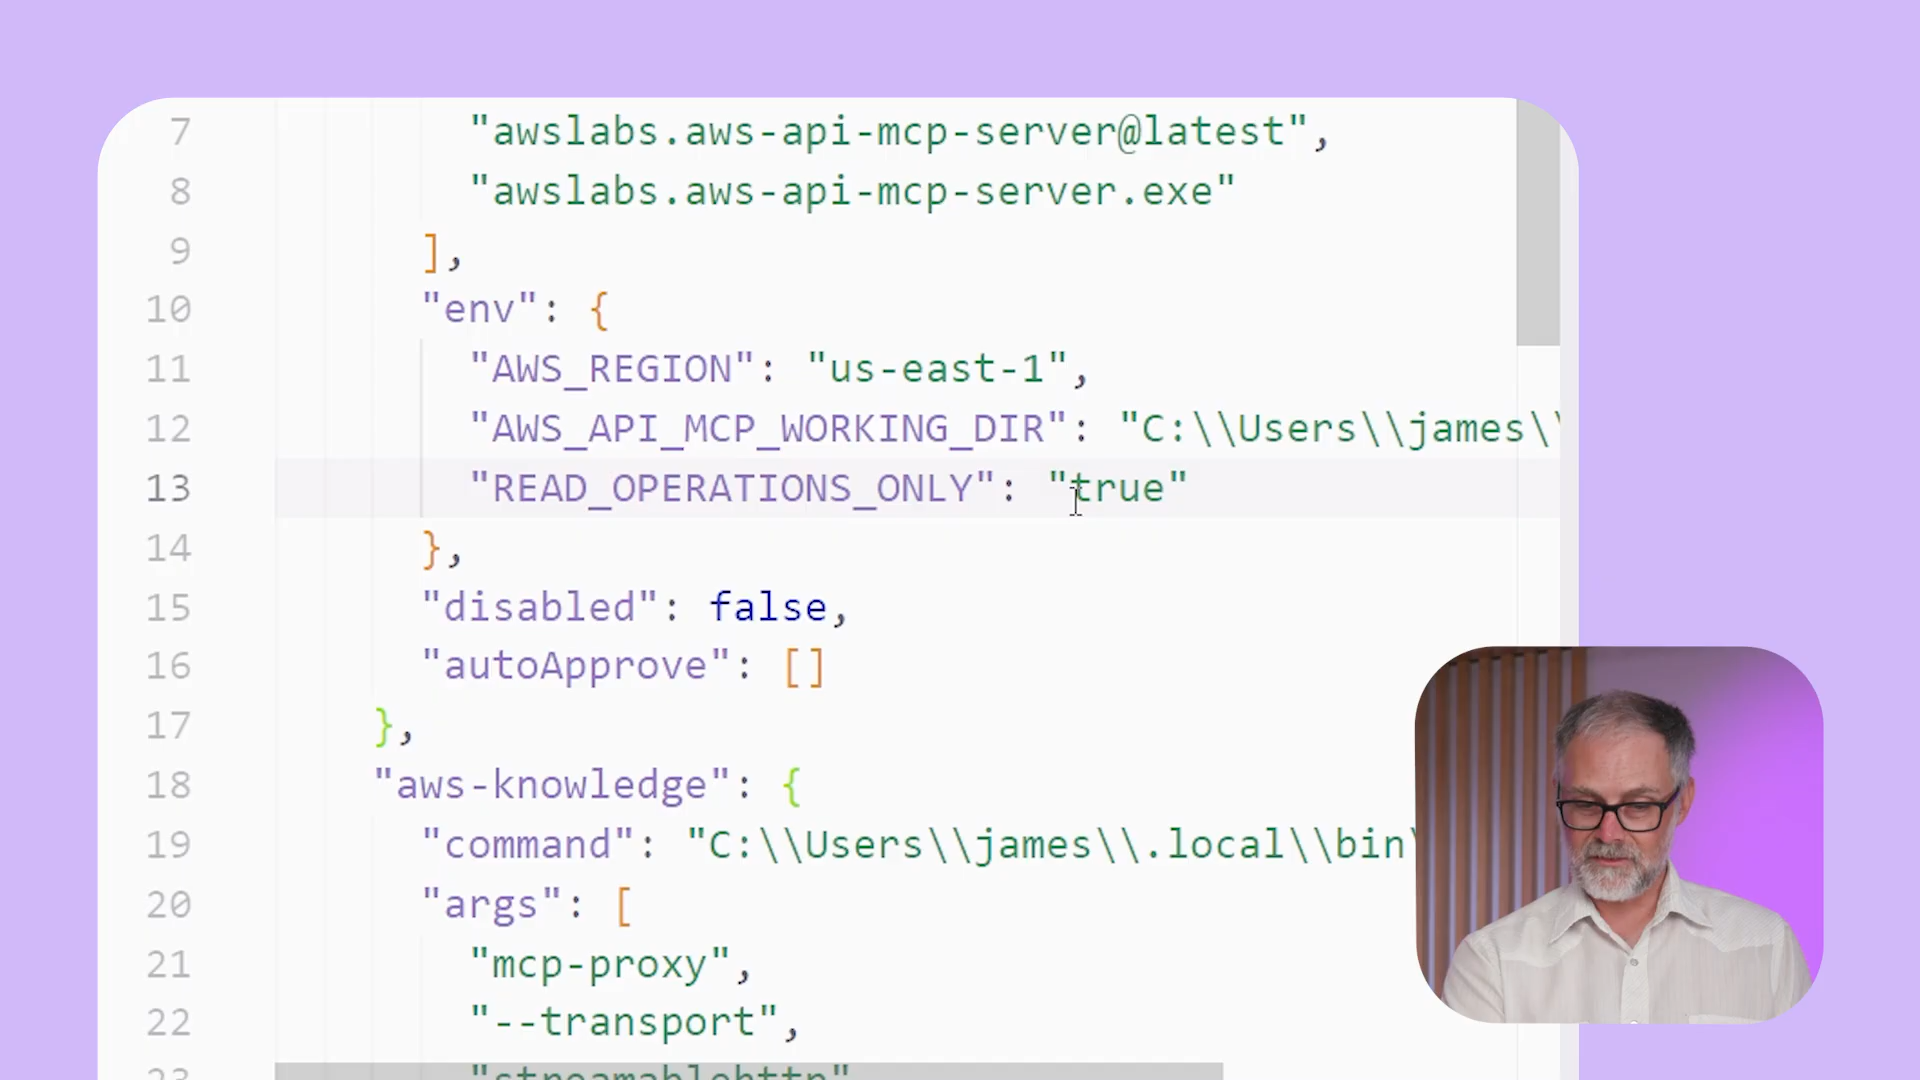 7 "awslabs.aws-api-mcp-server@latest",
8 "awslabs.aws-api-mcp-server.exe"
9 ],
10 "env": {
11 "AWS_REGION": "us-east-1",
12 "AWS_API_MCP_WORKING_DIR": "C:\\Users\\james\\
13 "READ_OPERATIONS_ONLY": "true"
14 },
15 "disabled": false,
16 "autoApprove": []
17 },
18 "aws-knowledge": {
19 "command": "C:\\Users\\james\\.local\\bin\
20 "args": [
21 "mcp-proxy",
22 "--transport",
23 "streamablehttp"